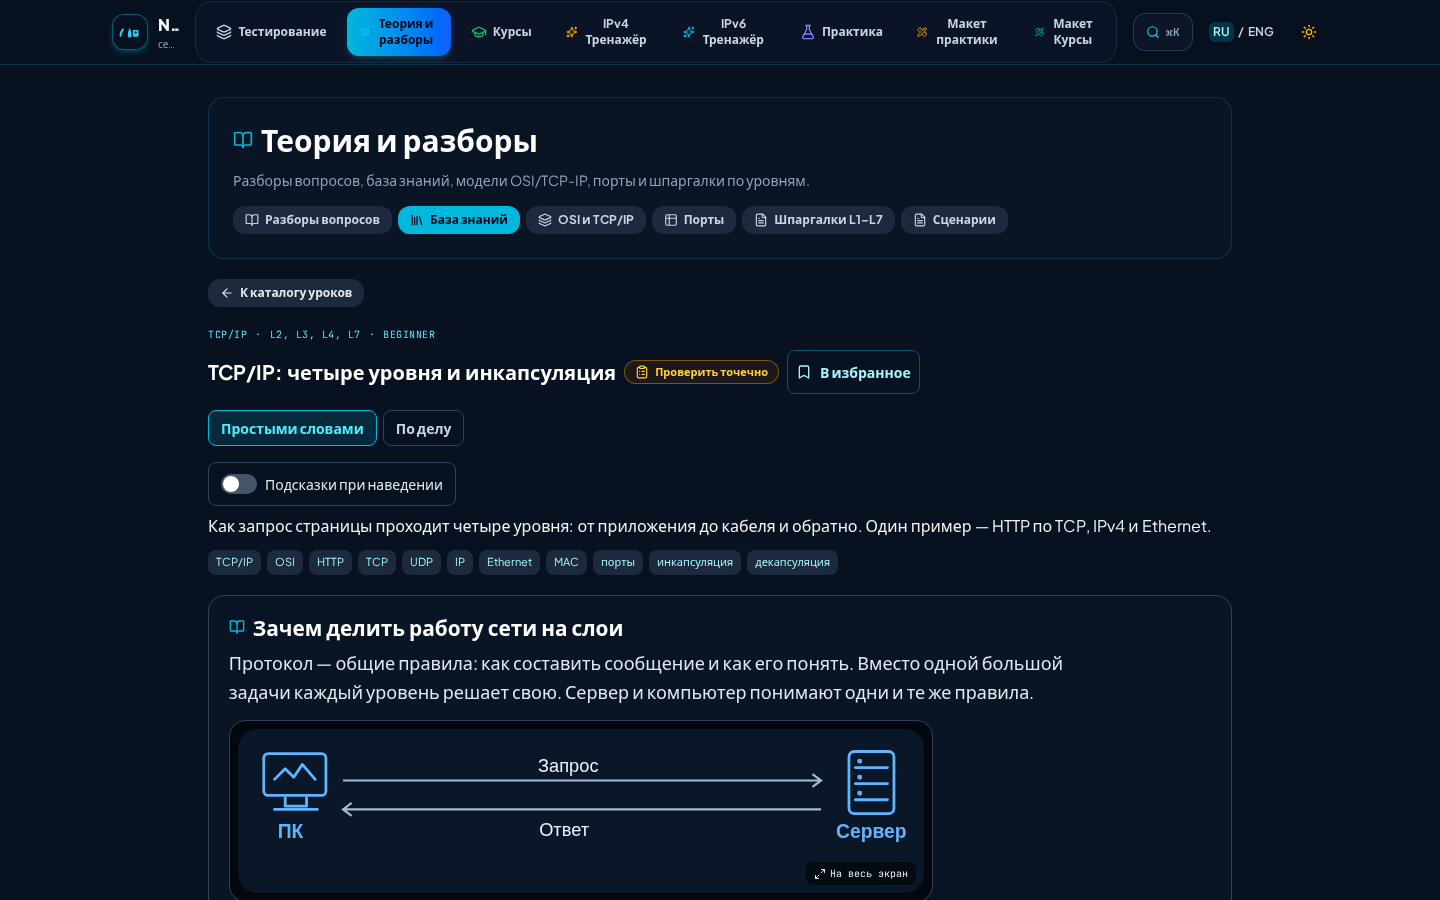 N...
се...
Тестирование
Теория и
разборы
Курсы
IPv4
Тренажёр
IPv6
Тренажёр
Практика
Макет
практики
Макет
Курсы
⌘K
RU / ENG
Теория и разборы
Разборы вопросов, база знаний, модели OSI/TCP-IP, порты и шпаргалки по уровням.
Разборы вопросов
База знаний
OSI и TCP/IP
Порты
Шпаргалки L1–L7
Сценарии
К каталогу уроков
TCP/IP · L2, L3, L4, L7 · BEGINNER
TCP/IP: четыре уровня и инкапсуляция
Проверить точечно
В избранное
Простыми словами
По делу
Подсказки при наведении
Как запрос страницы проходит четыре уровня: от приложения до кабеля и обратно. Один пример — HTTP по TCP, IPv4 и Ethernet.
TCP/IP
OSI
HTTP
TCP
UDP
IP
Ethernet
MAC
порты
инкапсуляция
декапсуляция
Зачем делить работу сети на слои
Протокол — общие правила: как составить сообщение и как его понять. Вместо одной большой
задачи каждый уровень решает свою. Сервер и компьютер понимают одни и те же правила.
Запрос
ПК
Ответ
Сервер
На весь экран